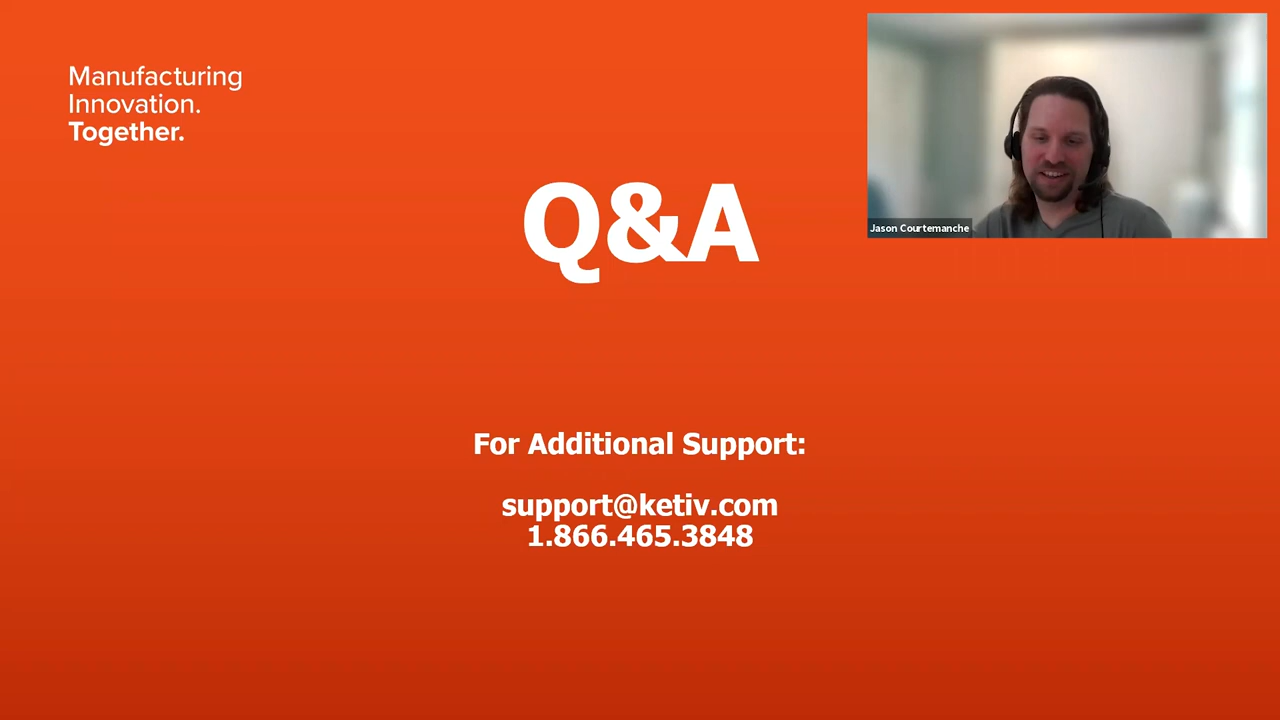 Manufacturing
Innovation.
Together.
Q&A
Jason Courtemanche
For Additional Support:
support@ketiv.com
1.866.465.3848